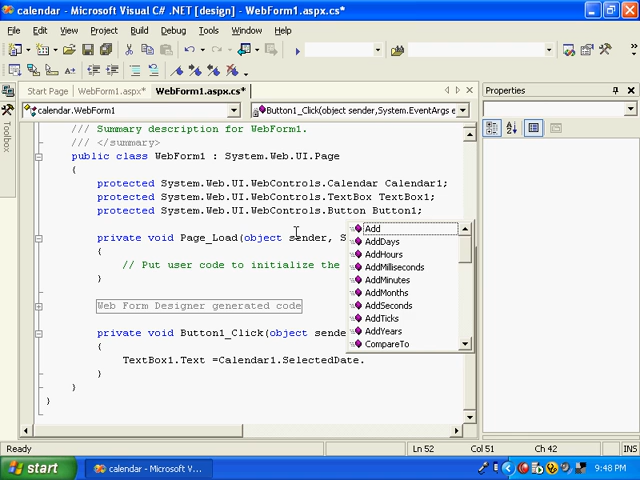 calendar - Microsoft Visual C# .NET [design] - WebForm1.aspx.cs*
File Edit View Project Build Debug Tools Window Help
Start Page WebForm1.aspx* WebForm1.aspx.cs*
Properties
calendar.WebForm1
Button1_Click(object sender,System.EventArgs e
Toolbox
/// Summary description for WebForm1.
/// </summary>
public class WebForm1 : System.Web.UI.Page
{
protected System.Web.UI.WebControls.Calendar Calendar1;
protected System.Web.UI.WebControls.TextBox TextBox1;
protected System.Web.UI.WebControls.Button Button1;
private void Page_Load(object sender, S
{
// Put user code to initialize the
}
Web Form Designer generated code
private void Button1_Click(object sende
{
TextBox1.Text =Calendar1.SelectedDate.
}
}
}
Add
AddDays
AddHours
AddMilliseconds
AddMinutes
AddMonths
AddSeconds
AddTicks
AddYears
CompareTo
Ready Ln 52 Col 51 Ch 42 INS
start calendar - Microsoft V... 9:48 PM